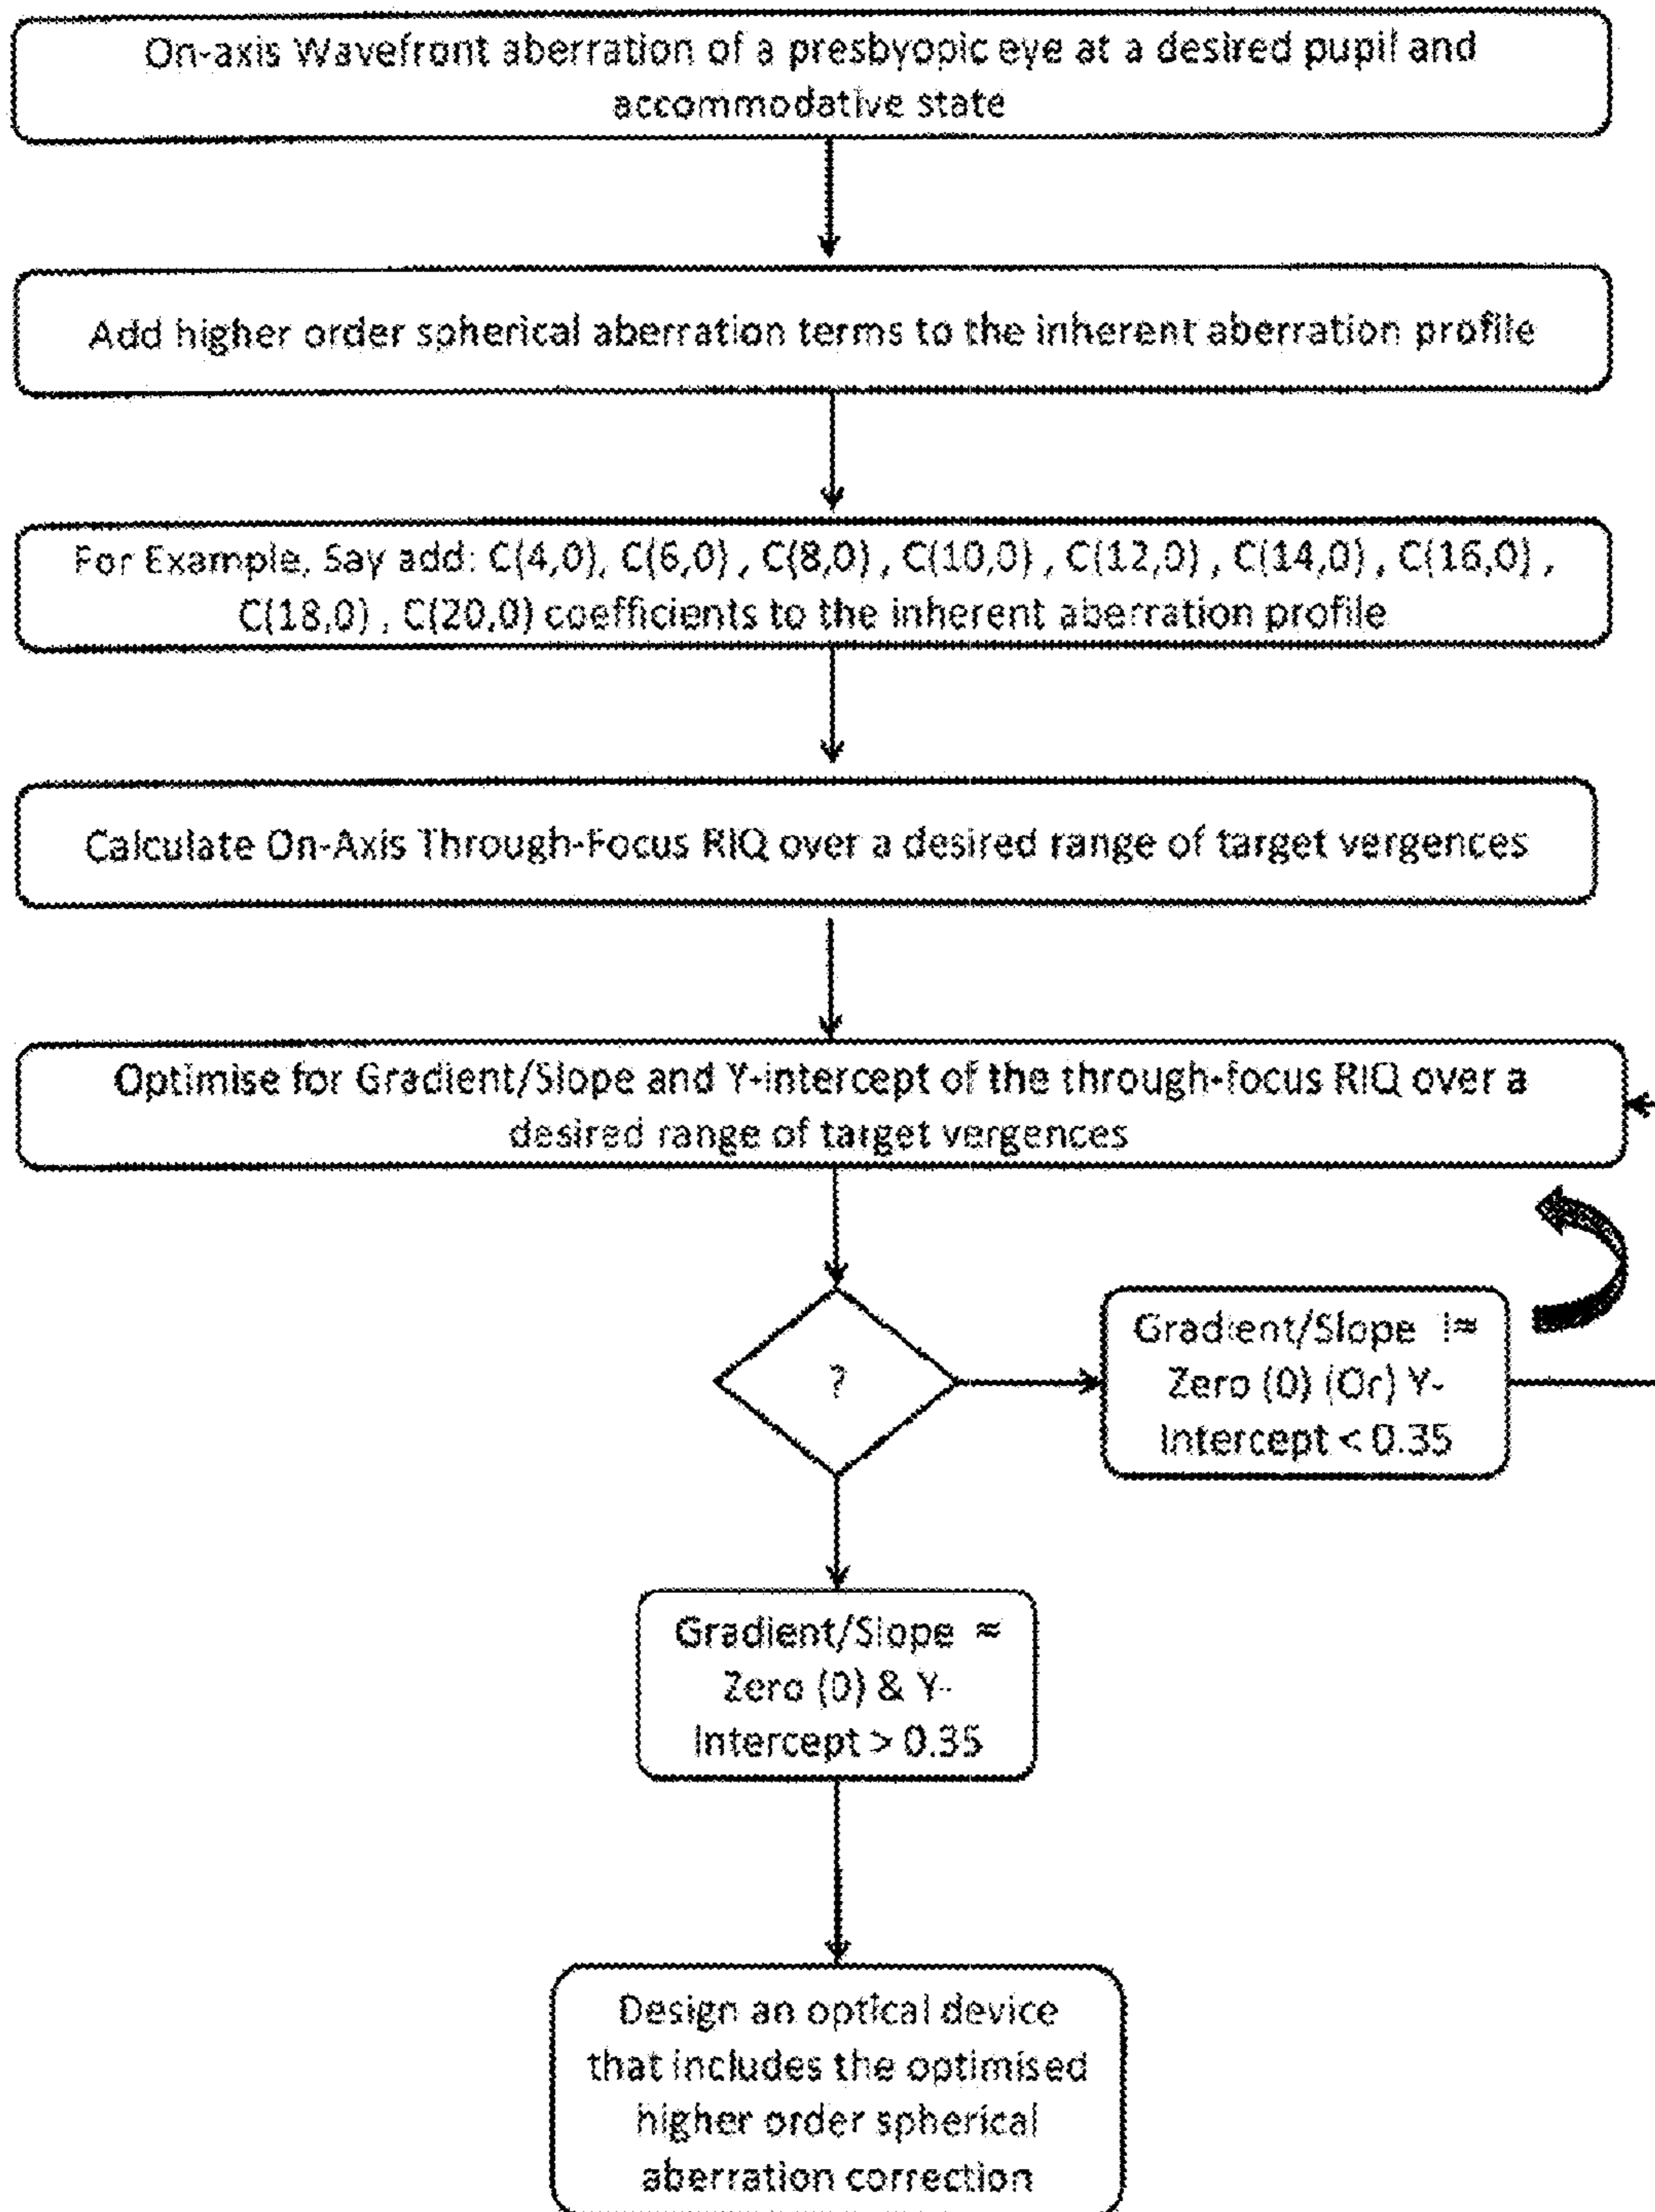 On-axis Wavefront aberration of a presbyopic eye at a desired pupil and
accommodative state
Add higher order spherical aberration terms to the inherent aberration profile
For Example, Say add: C(4,0), C(6,0) , C(8,0) , C(10,0) , C(12,0) , C(14,0) , C(16,0) ,
C(18,0) , C(20,0) coefficients to the inherent aberration profile
Calculate On-Axis Through-Focus RIQ over a desired range of target vergences
Optimise for Gradient/Slope and Y-intercept of the through-focus RIQ over a
desired range of target vergences
?
Gradient/Slope !≈
Zero (0) (Or) Y-
Intercept < 0.35
Gradient/Slope ≈
Zero (0) & Y-
Intercept > 0.35
Design an optical device
that includes the optimised
higher order spherical
aberration correction